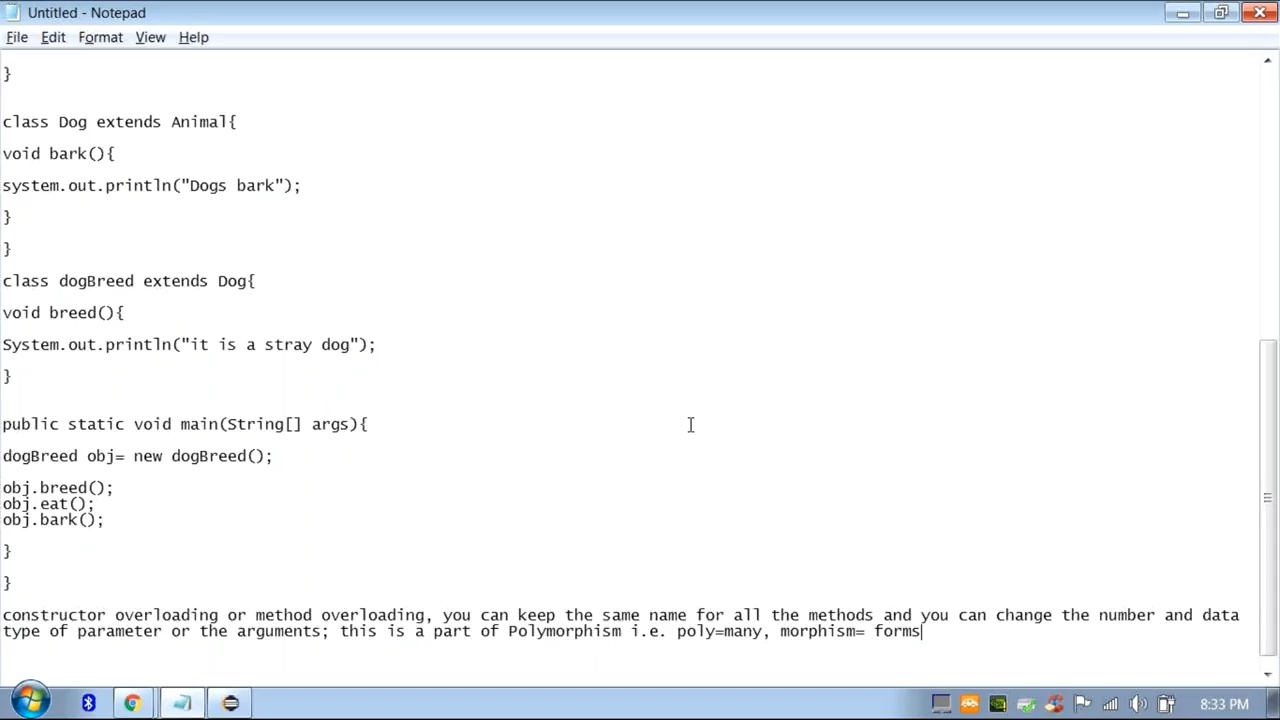 Untitled - Notepad
File Edit Format View Help
}
class Dog extends Animal{
void bark(){
system.out.println("Dogs bark");
}
}
class dogBreed extends Dog{
void breed(){
System.out.println("it is a stray dog");
}
public static void main(String[] args){
dogBreed obj= new dogBreed();
obj.breed();
obj.eat();
obj.bark();
}
}
constructor overloading or method overloading, you can keep the same name for all the methods and you can change the number and data
type of parameter or the arguments; this is a part of Polymorphism i.e. poly=many, morphism= forms
8:33 PM